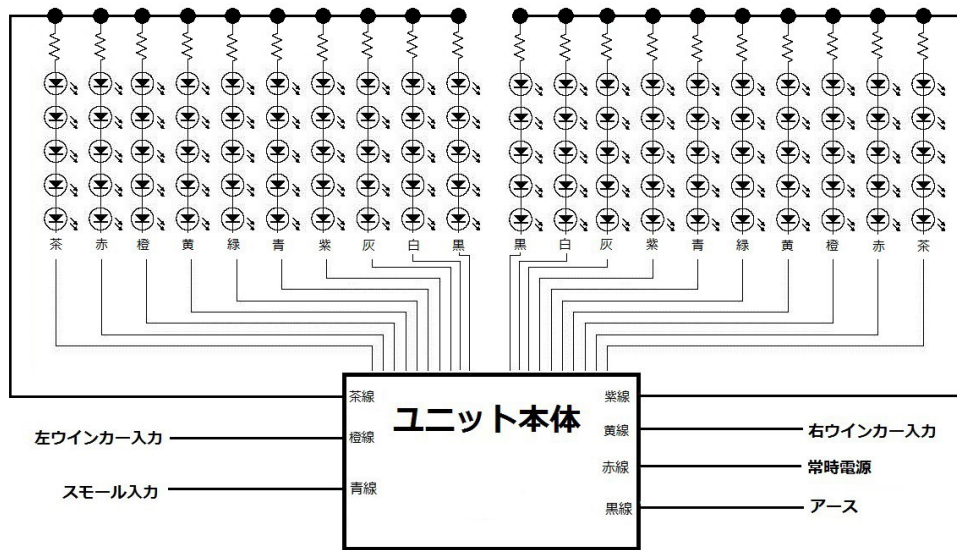 茶 赤 橙 黄 緑 青 紫 灰 白 黒 黒 白 灰 紫 青 緑 黄 橙 赤 茶
茶線
ユニット本体
紫線
左ウインカー入力
橙線
黄線
右ウインカー入力
赤線
常時電源
スモール入力
青線
黒線
アース